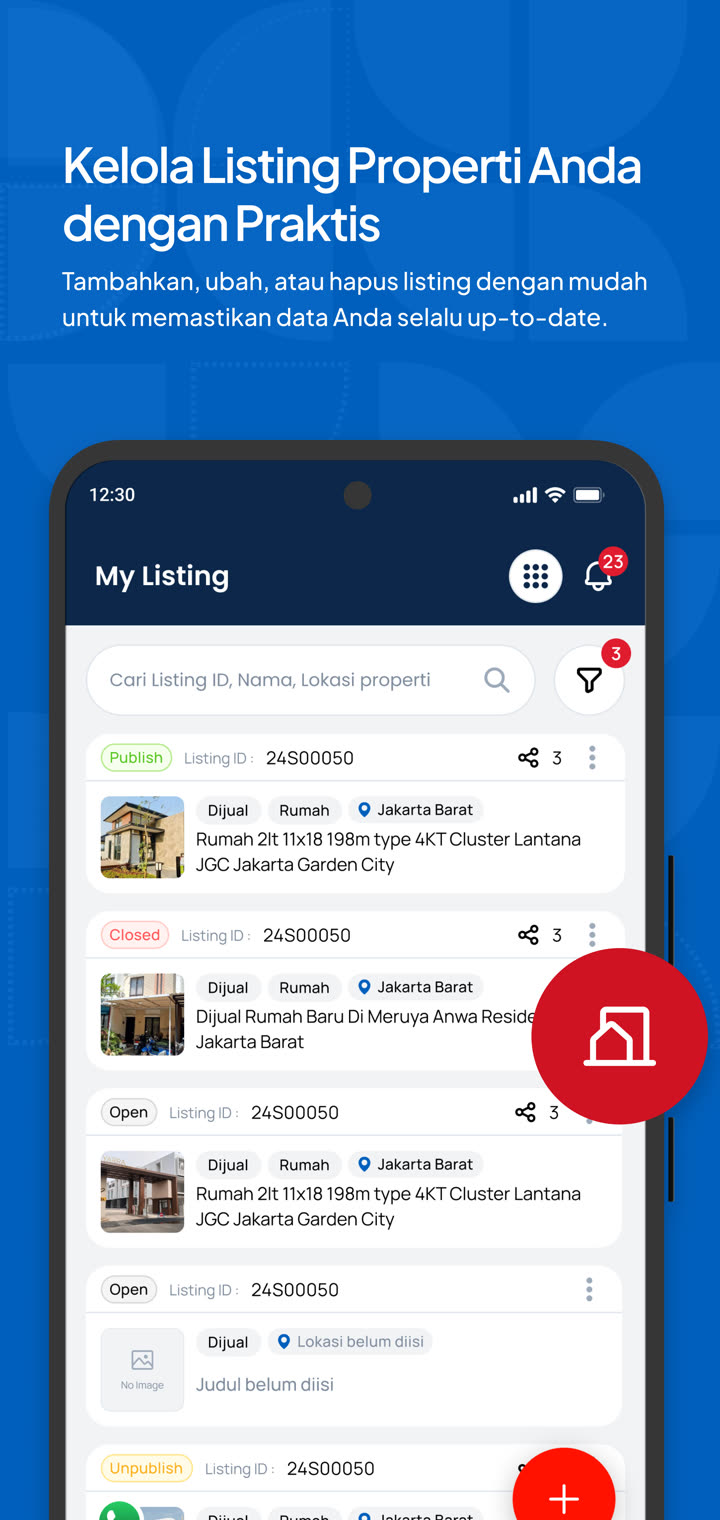 Kelola Listing Properti Anda
dengan Praktis
Tambahkan, ubah, atau hapus listing dengan mudah
untuk memastikan data Anda selalu up-to-date.
12:30
My Listing
23
Cari Listing ID, Nama, Lokasi properti
3
Publish Listing ID : 24S00050 3
Dijual Rumah Jakarta Barat
Rumah 2lt 11x18 198m type 4KT Cluster Lantana
JGC Jakarta Garden City
Closed Listing ID : 24S00050 3
Dijual Rumah Jakarta Barat
Dijual Rumah Baru Di Meruya Anwa
Jakarta Barat
Open Listing ID : 24S00050 3
Dijual Rumah Jakarta Barat
Rumah 2lt 11x18 198m type 4KT Cluster Lantana
JGC Jakarta Garden City
Open Listing ID : 24S00050
Dijual Lokasi belum diisi
No Image
Judul belum diisi
Unpublish Listing ID : 24S00050
Dijual Rumah Jakarta Barat